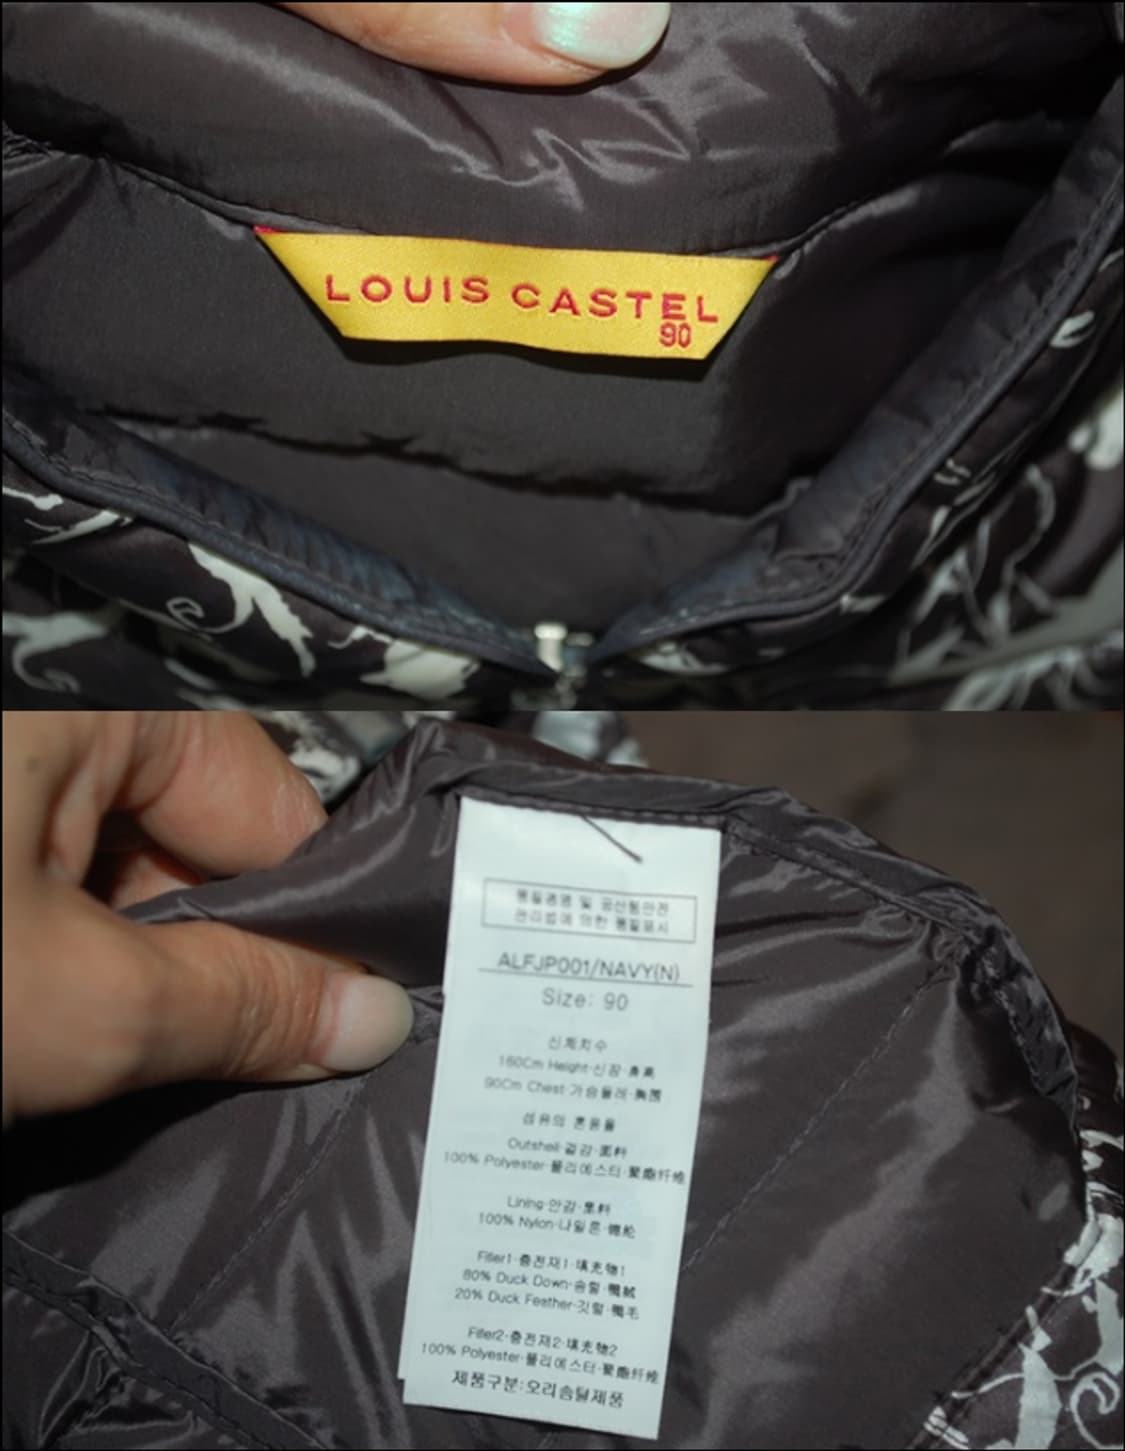 LOUIS CASTEL
90
품질경영 및 공산품안전
관리법에 의한 품질표시
ALFJP001/NAVY(N)
Size: 90
신체치수
160Cm Height·신장·身高
90Cm Chest·가슴둘레·胸围
섬유의 혼용율
Outshell·겉감·面料
100% Polyester·폴리에스터·聚酯纤维
Lining·안감·里料
100% Nylon·나일론·锦纶
Filler1·충전재1·填充物1
80% Duck Down·솜털·鸭绒
20% Duck Feather·깃털·鸭毛
Filler2·충전재2·填充物2
100% Polyester·폴리에스터·聚酯纤维
제품구분:오리솜털제품